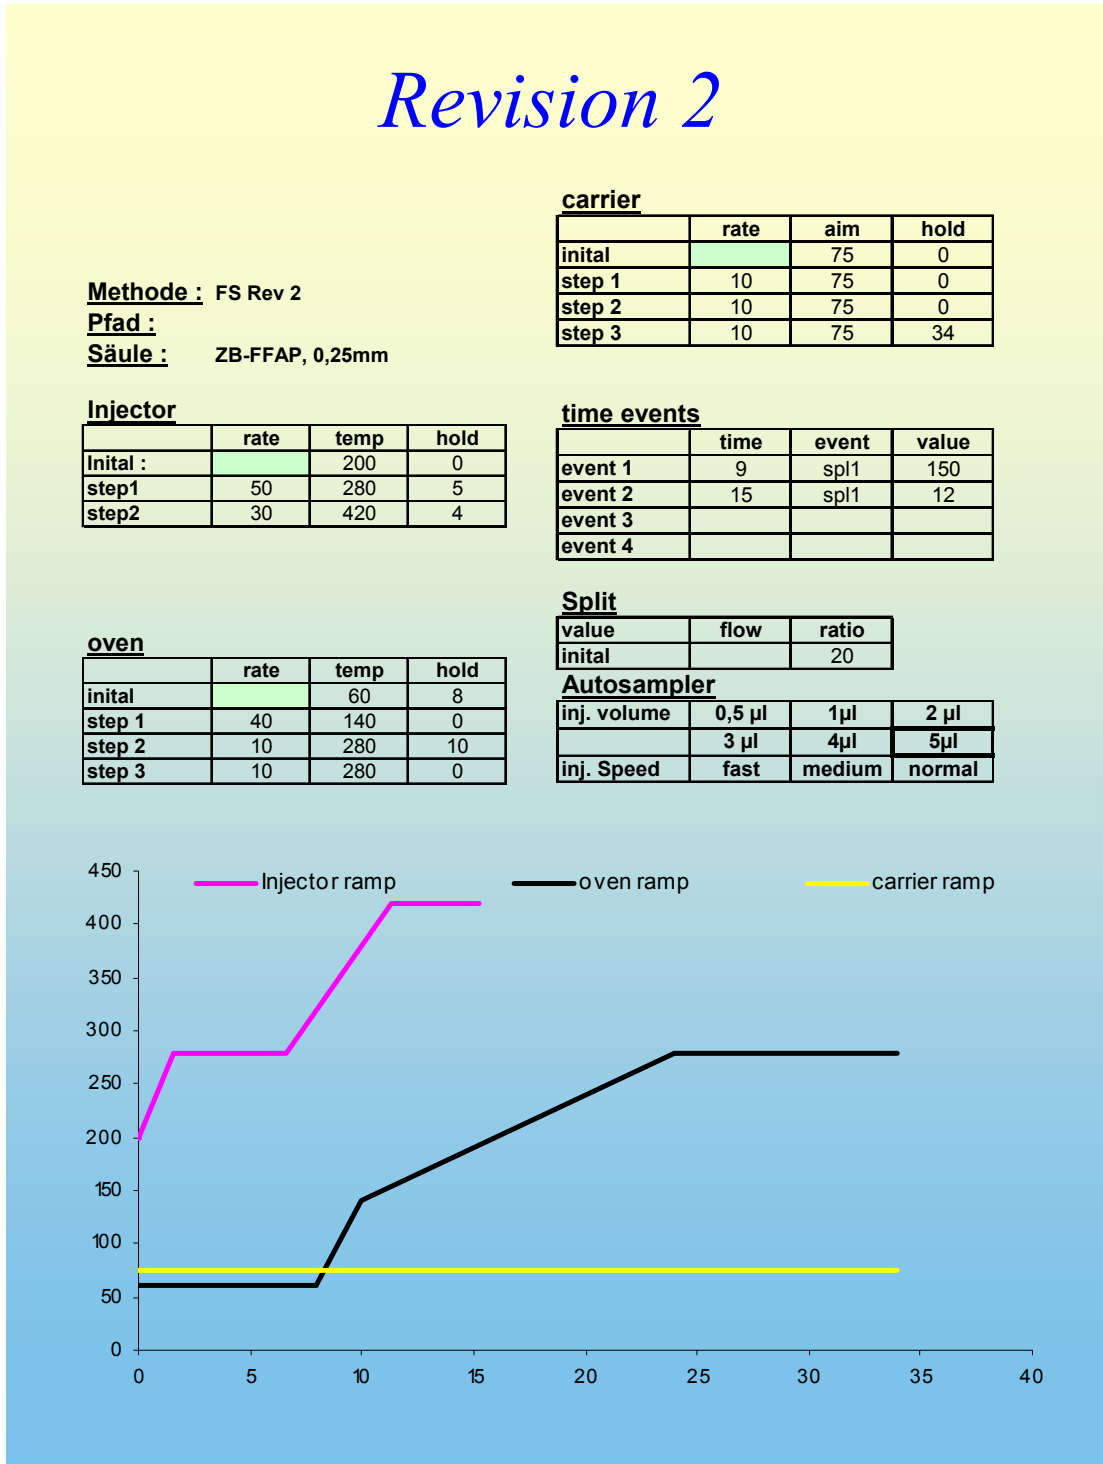 Revision 2
Methode : FS Rev 2
Pfad :
Säule : ZB-FFAP, 0,25mm
Injector
rate temp hold
Inital : 200 0
step1 50 280 5
step2 30 420 4
oven
rate temp hold
inital 60 8
step 1 40 140 0
step 2 10 280 10
step 3 10 280 0
carrier
rate aim hold
inital 75 0
step 1 10 75 0
step 2 10 75 0
step 3 10 75 34
time events
time event value
event 1 9 spl1 150
event 2 15 spl1 12
event 3
event 4
Split
value flow ratio
inital 20
Autosampler
inj. volume 0,5 µl 1µl 2 µl
3 µl 4µl 5µl
inj. Speed fast medium normal
Injector ramp oven ramp carrier ramp
450
400
350
300
250
200
150
100
50
0
0 5 10 15 20 25 30 35 40